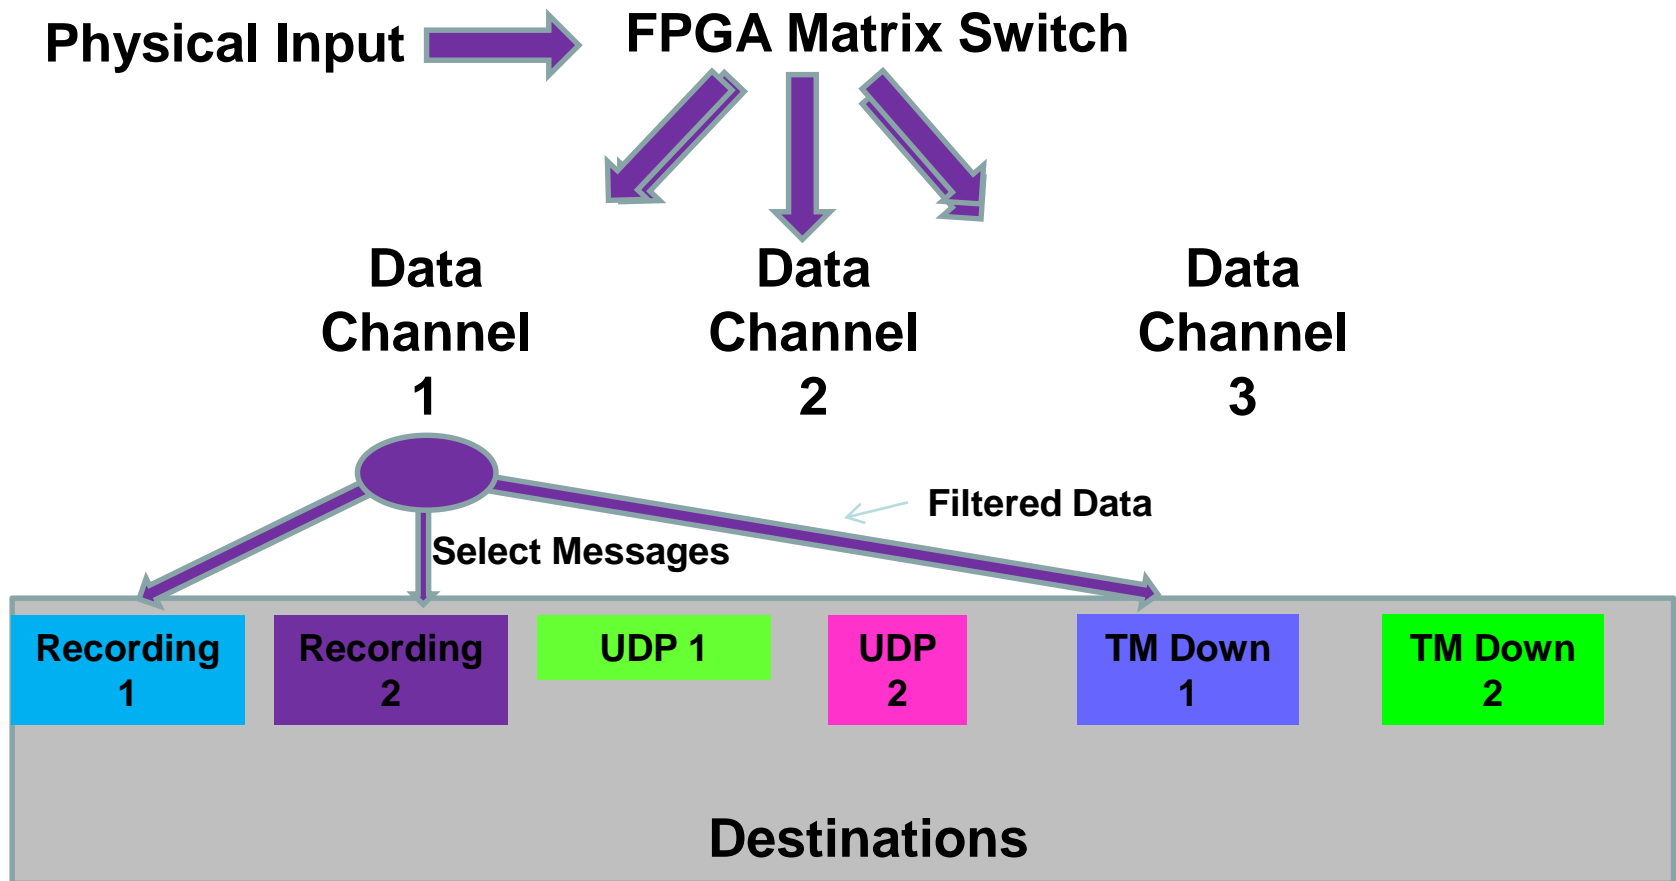 Physical Input
FPGA Matrix Switch
Data
Channel
1
Data
Channel
2
Data
Channel
3
Filtered Data
Select Messages
Recording
1
Recording
2
UDP 1
UDP
2
TM Down
1
TM Down
2
Destinations